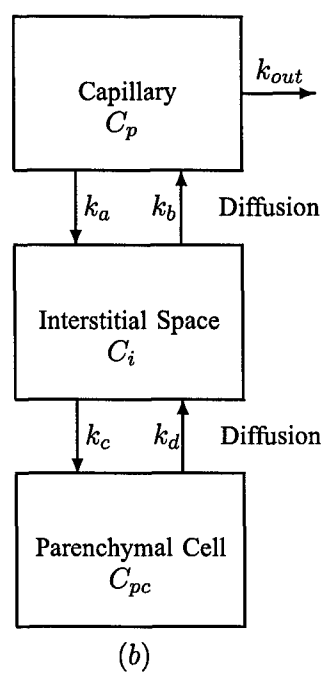 Capillary
C_p
k_out
k_a
k_b
Diffusion
Interstitial Space
C_i
k_c
k_d
Diffusion
Parenchymal Cell
C_pc
(b)